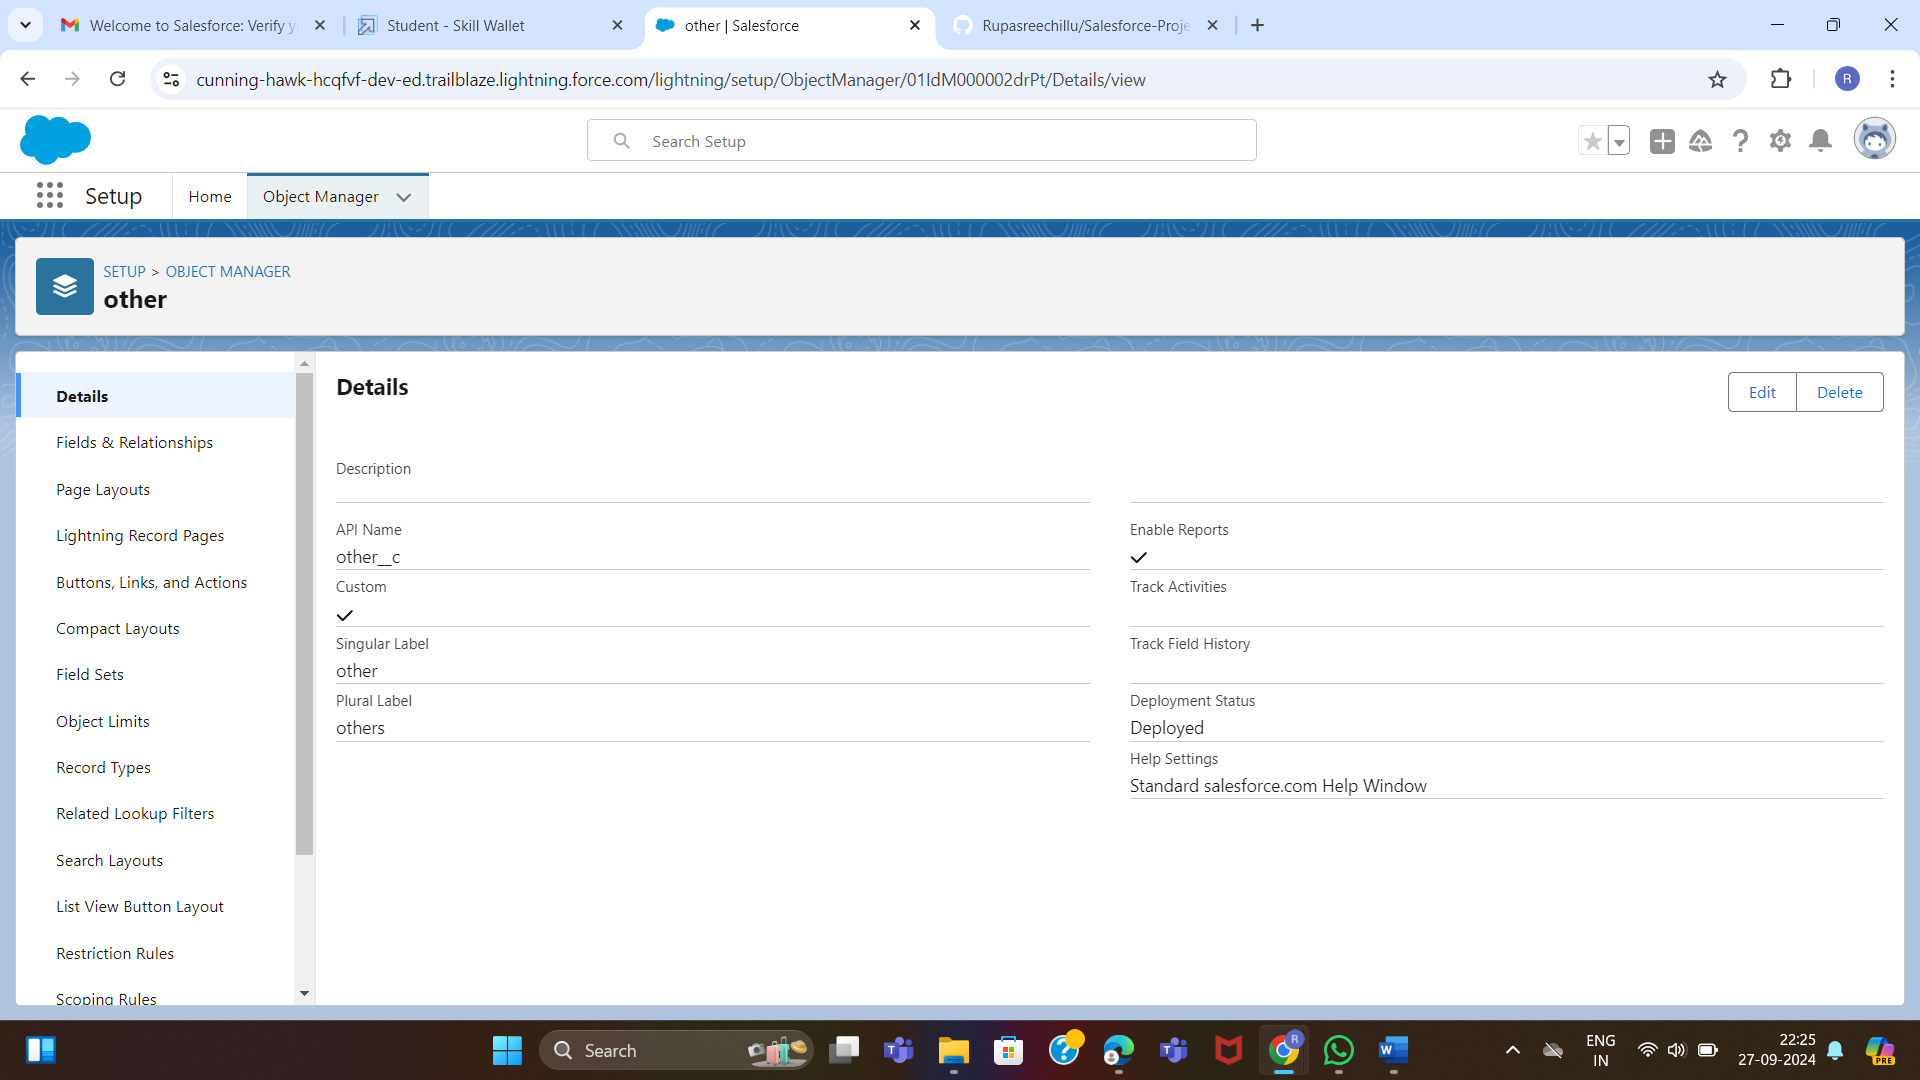 Welcome to Salesforce: Verify y
Student - Skill Wallet
other | Salesforce
Rupasreechillu/Salesforce-Proje
cunning-hawk-hcqfvf-dev-ed.trailblaze.lightning.force.com/lightning/setup/ObjectManager/01IdM000002drPt/Details/view
R
Search Setup
Setup
Home
Object Manager
SETUP > OBJECT MANAGER
other
Details
Fields & Relationships
Page Layouts
Lightning Record Pages
Buttons, Links, and Actions
Compact Layouts
Field Sets
Object Limits
Record Types
Related Lookup Filters
Search Layouts
List View Button Layout
Restriction Rules
Scoping Rules
Details
Edit
Delete
Description
API Name
other__c
Custom
Singular Label
other
Plural Label
others
Enable Reports
Track Activities
Track Field History
Deployment Status
Deployed
Help Settings
Standard salesforce.com Help Window
Search
R
ENG
IN
22:25
27-09-2024
PRE